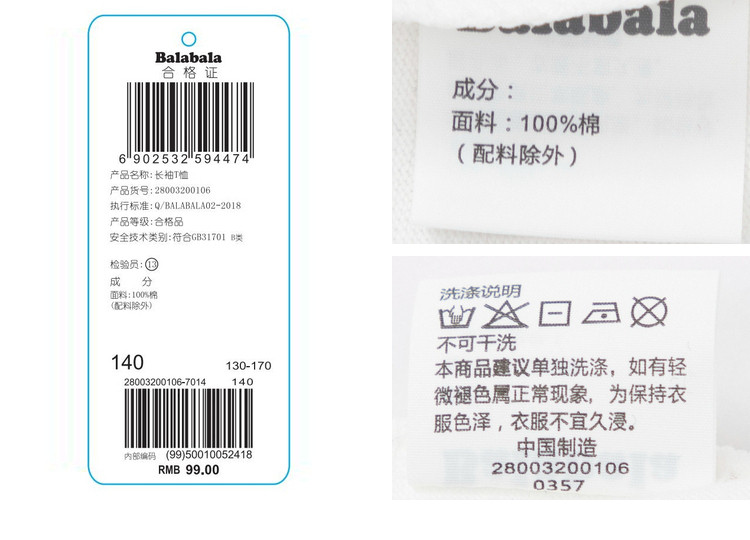 Balabala
合格证
6 902532 594474
产品名称:长袖T恤
产品货号:28003200106
执行标准:Q/BALABALA02-2018
产品等级:合格品
安全技术类别:符合GB31701 B类
检验员:⑬
成 分
面料:100%棉
(配料除外)
140 130-170
28003200106-7014 140
内部编码 (99)50010052418
RMB 99.00
Balabala
成分：
面料：100%棉
（配料除外）
洗涤说明
不可干洗
本商品建议单独洗涤，如有轻
微褪色属正常现象，为保持衣
服色泽，衣服不宜久浸。
中国制造
28003200106
0357